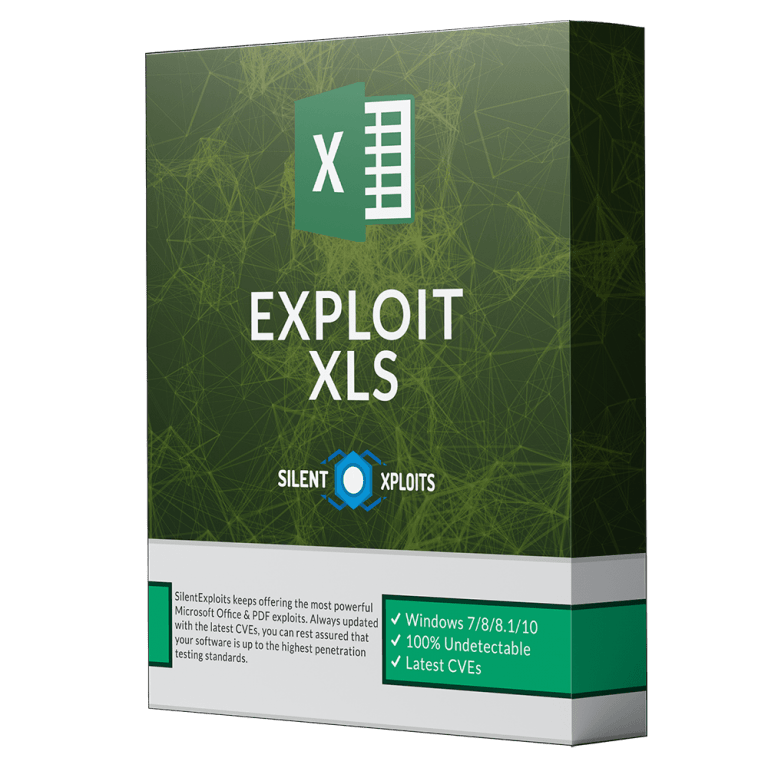 X
EXPLOIT
XLS
SILENT XPLOITS
SilentExploits keeps offering the most powerful
Microsoft Office & PDF exploits. Always updated
with the latest CVEs, you can rest assured that
your software is up to the highest penetration
testing standards.
✓ Windows 7/8/8.1/10
✓ 100% Undetectable
✓ Latest CVEs